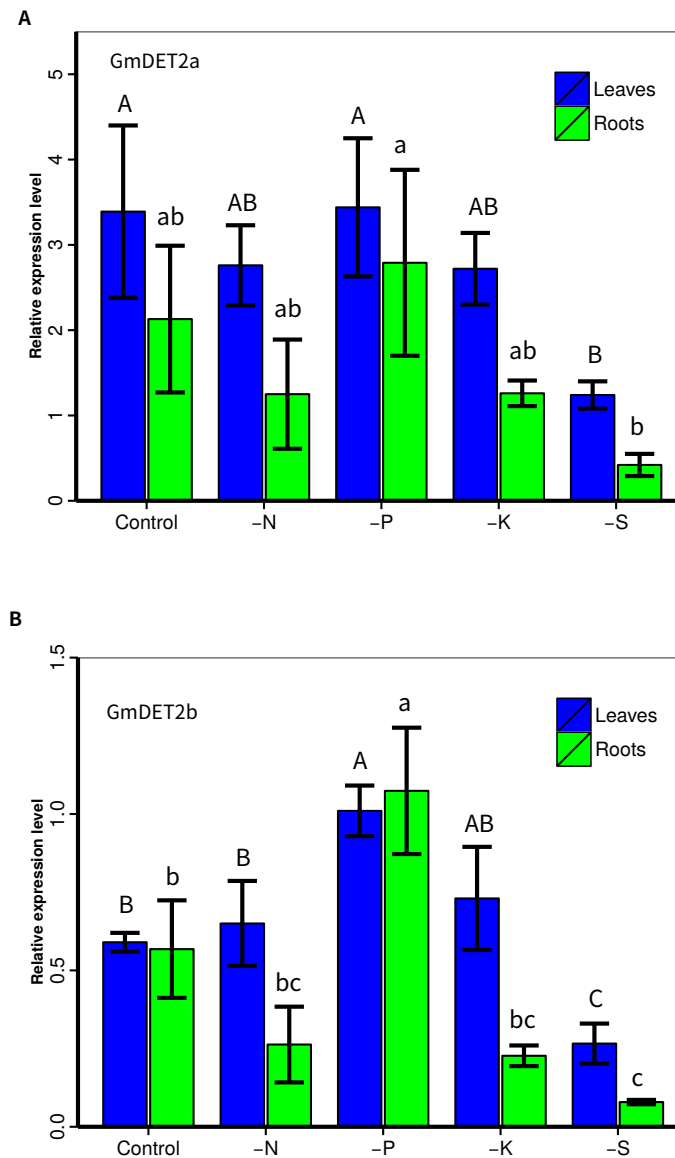 A
GmDET2a
Leaves
Roots
Relative expression level
5
4
3
2
1
0
A
ab
AB
ab
A
a
AB
ab
B
b
Control
−N
−P
−K
−S
B
GmDET2b
Leaves
Roots
Relative expression level
1.5
1.0
0.5
0.0
B
b
B
bc
A
a
AB
bc
C
c
Control
−N
−P
−K
−S